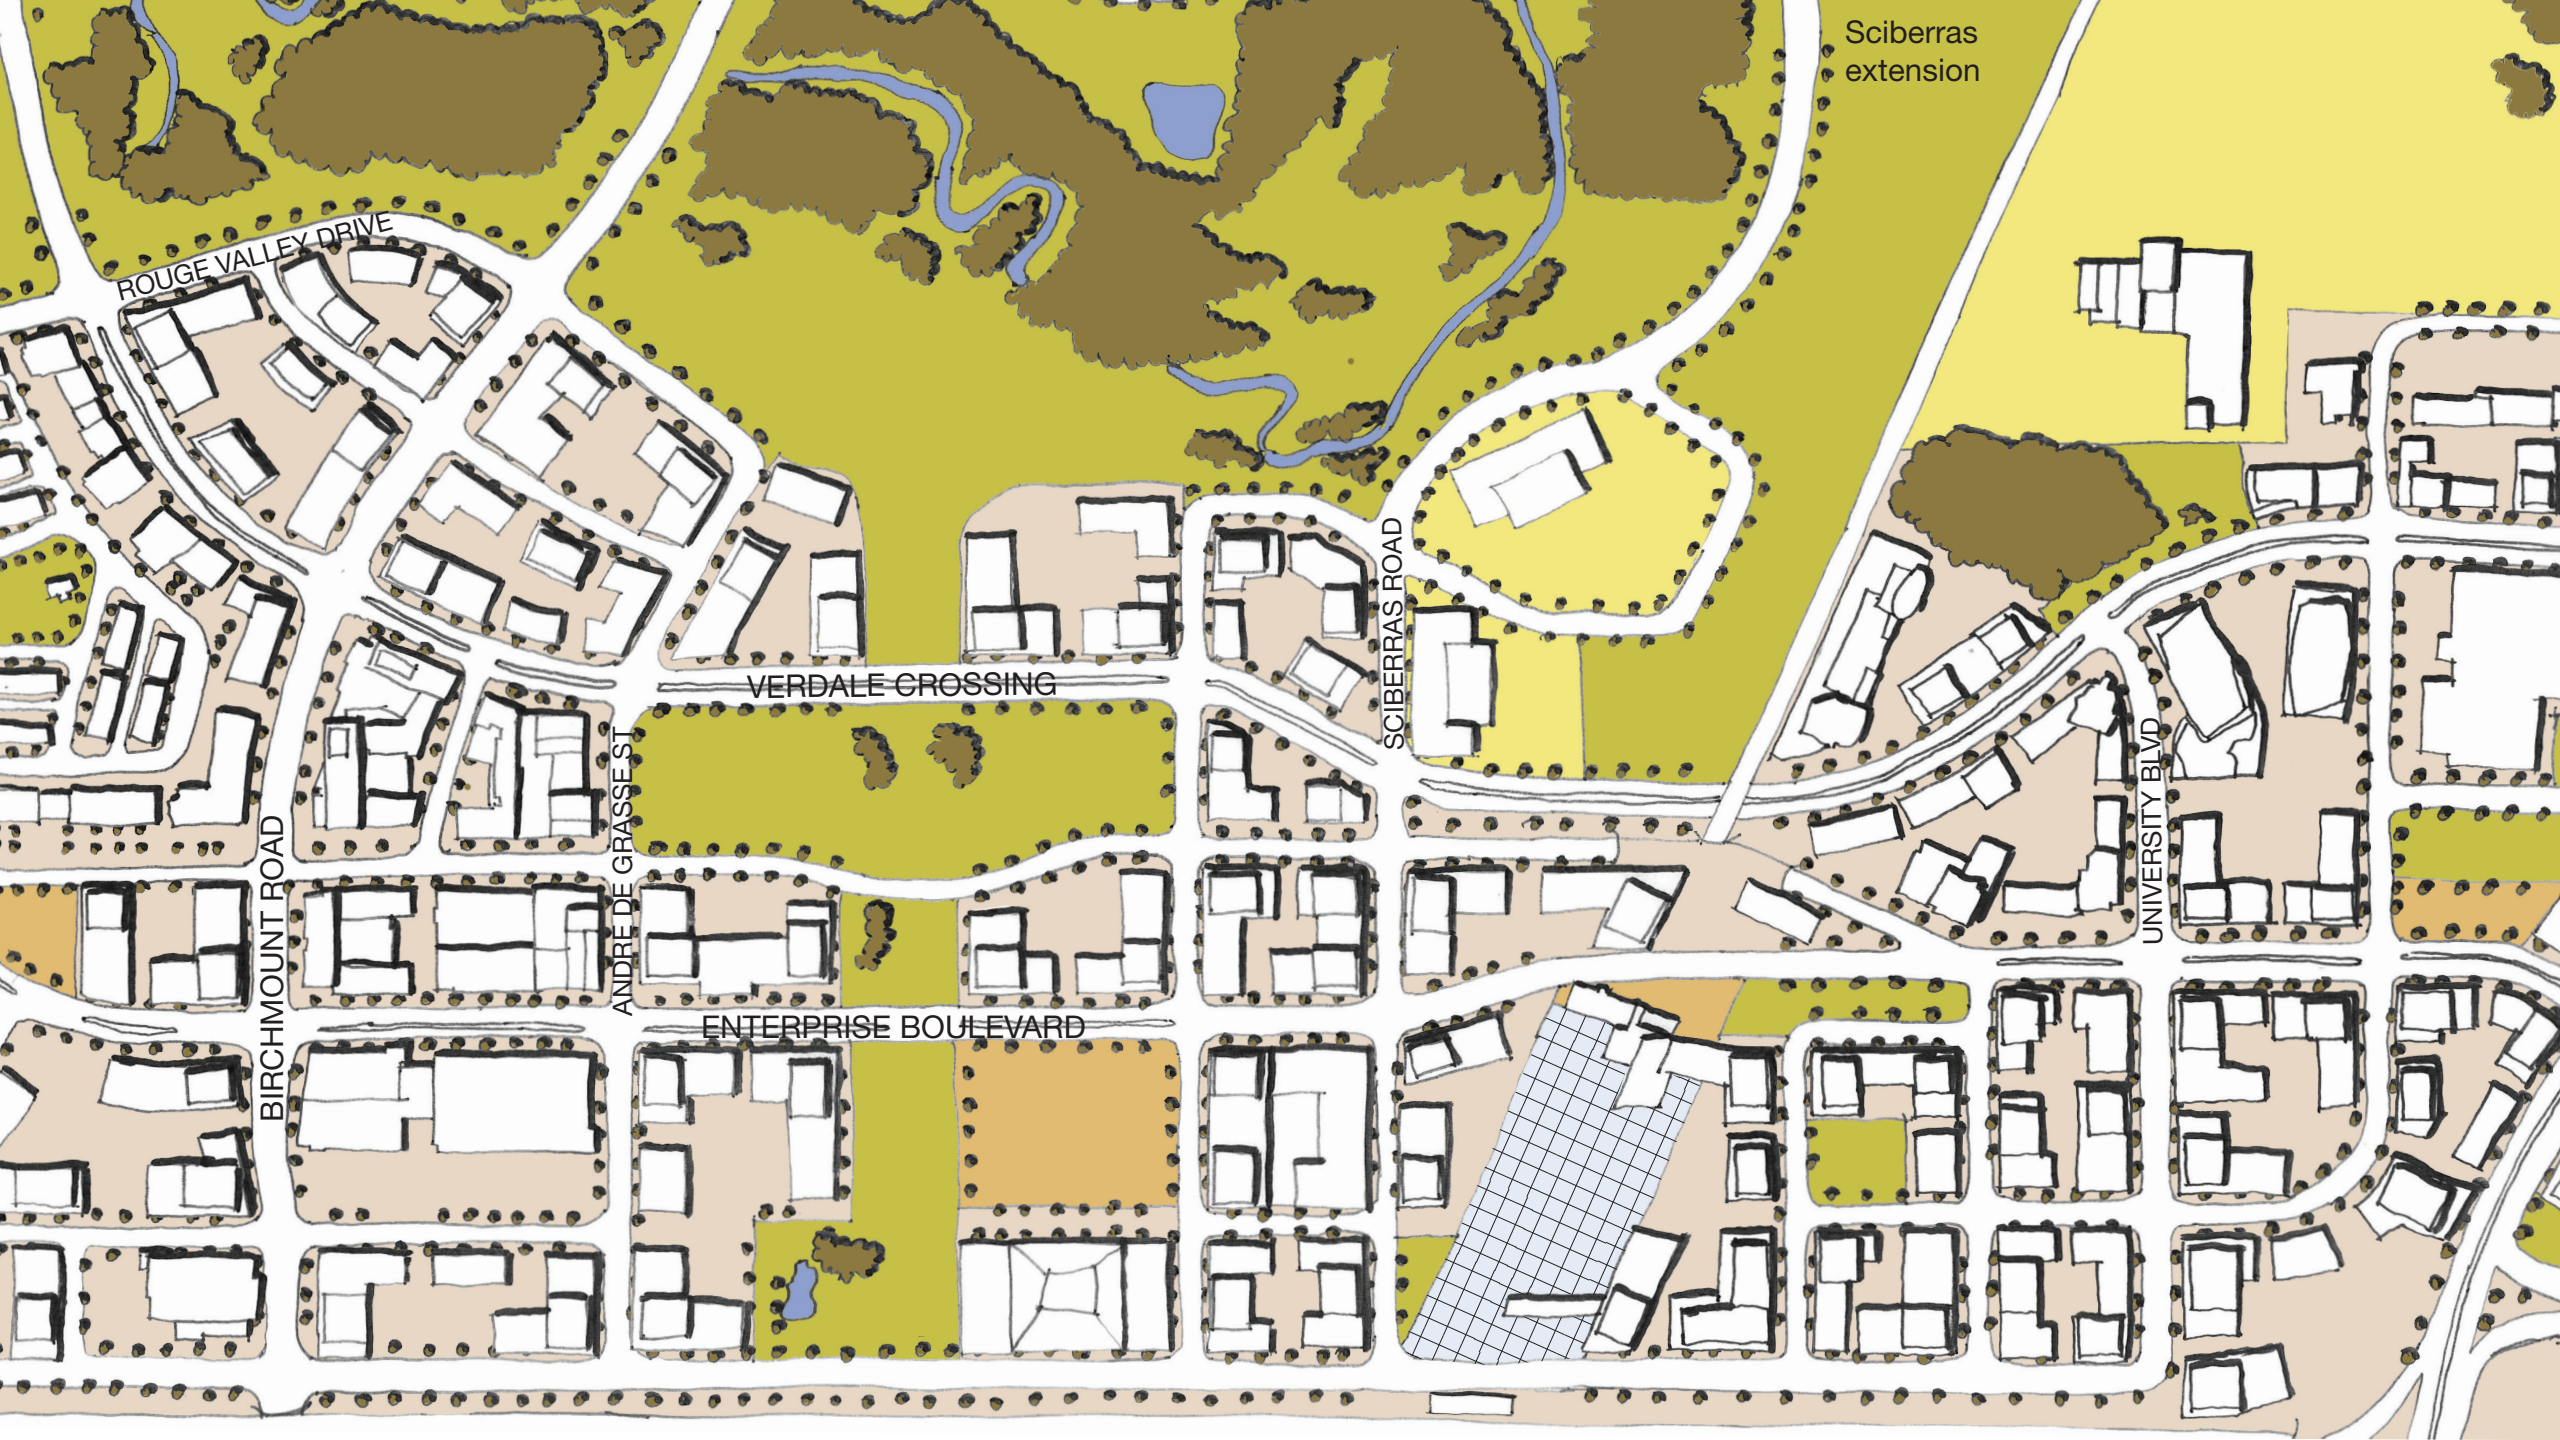 Sciberras
extension
ROUGE VALLEY DRIVE
SCIBERRAS ROAD
VERDALE CROSSING
UNIVERSITY BLVD
ANDRE DE GRASSE ST
BIRCHMOUNT ROAD
ENTERPRISE BOULEVARD